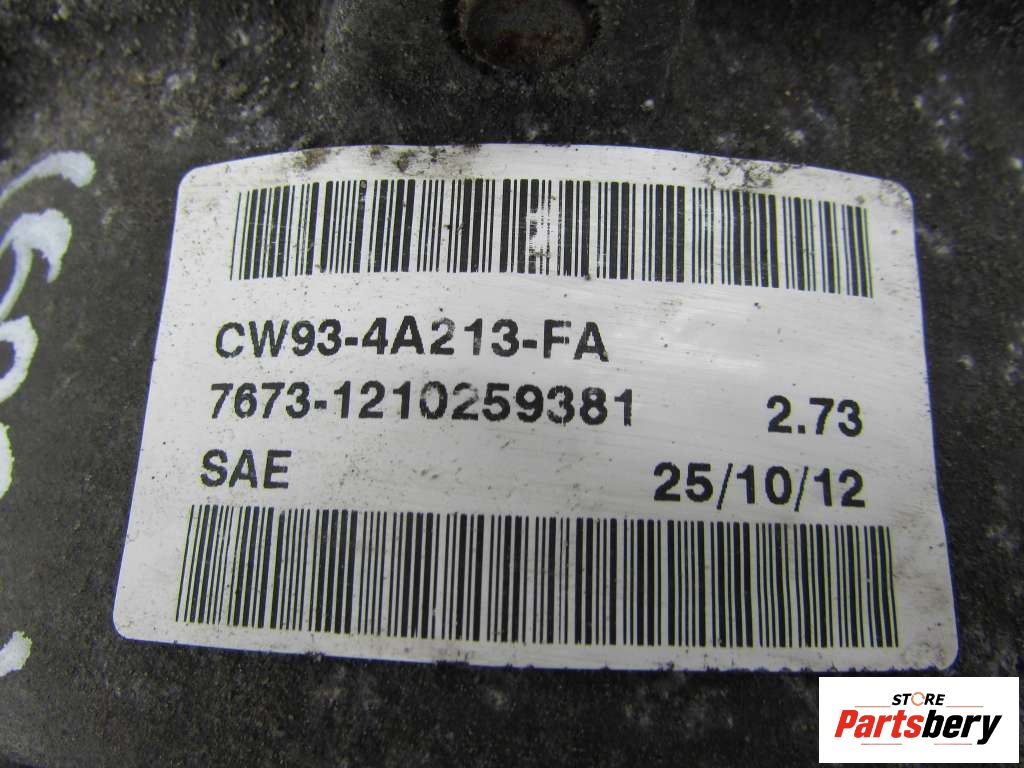 CW93-4A213-FA
7673-1210259381 2.73
SAE 25/10/12
STORE
Partsbery